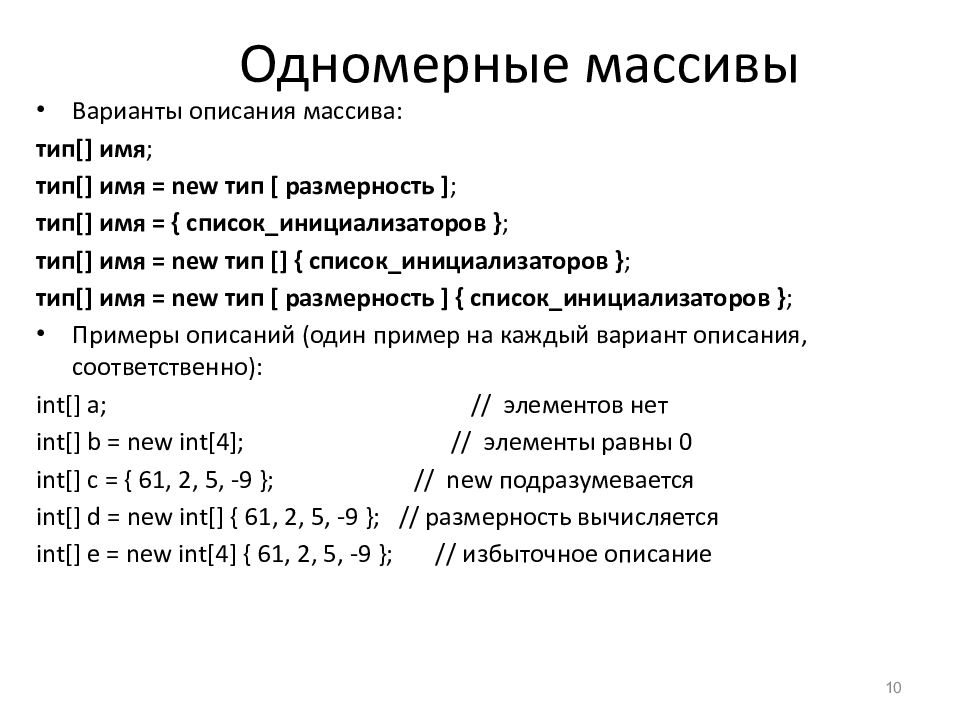 Одномерные массивы
• Варианты описания массива:
тип[] имя;
тип[] имя = new тип [ размерность ];
тип[] имя = { список_инициализаторов };
тип[] имя = new тип [] { список_инициализаторов };
тип[] имя = new тип [ размерность ] { список_инициализаторов };
• Примеры описаний (один пример на каждый вариант описания,
соответственно):
int[] a; // элементов нет
int[] b = new int[4]; // элементы равны 0
int[] c = { 61, 2, 5, -9 }; // new подразумевается
int[] d = new int[] { 61, 2, 5, -9 }; // размерность вычисляется
int[] e = new int[4] { 61, 2, 5, -9 }; // избыточное описание
10